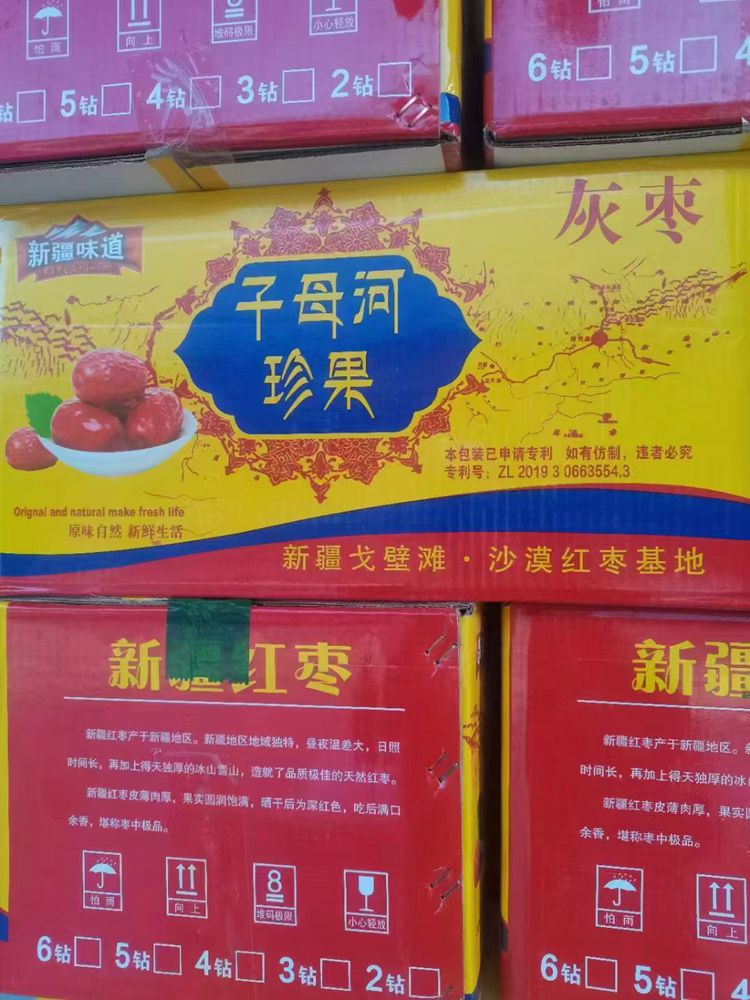 怕雨
向上
堆码极限
小心轻放
钻 5钻 4钻 3钻 2钻
6钻 5钻 4
灰枣
新疆味道
子母河
珍果
本包装已申请专利 如有仿制，违者必究
专利号：ZL 2019 3 0663554.3
Orignal and natural make fresh life
原味自然 新鲜生活
新疆戈壁滩·沙漠红枣基地
新疆红枣
新疆红枣产于新疆地区。新疆地区地域独特，昼夜温差大，日照
时间长，再加上得天独厚的冰山雪山，造就了品质极佳的天然红枣。
新疆红枣皮薄肉厚，果实圆润饱满，晒干后为深红色，吃后满口
余香，堪称枣中极品。
8
怕雨
向上
堆码极限
小心轻放
6钻 5钻 4钻 3钻 2钻
新疆
新疆红枣产于新疆地区。新
时间长，再加上得天独厚的冰
新疆红枣皮薄肉厚，果实
余香，堪称枣中极品。
怕雨
向上
6钻 5钻 4